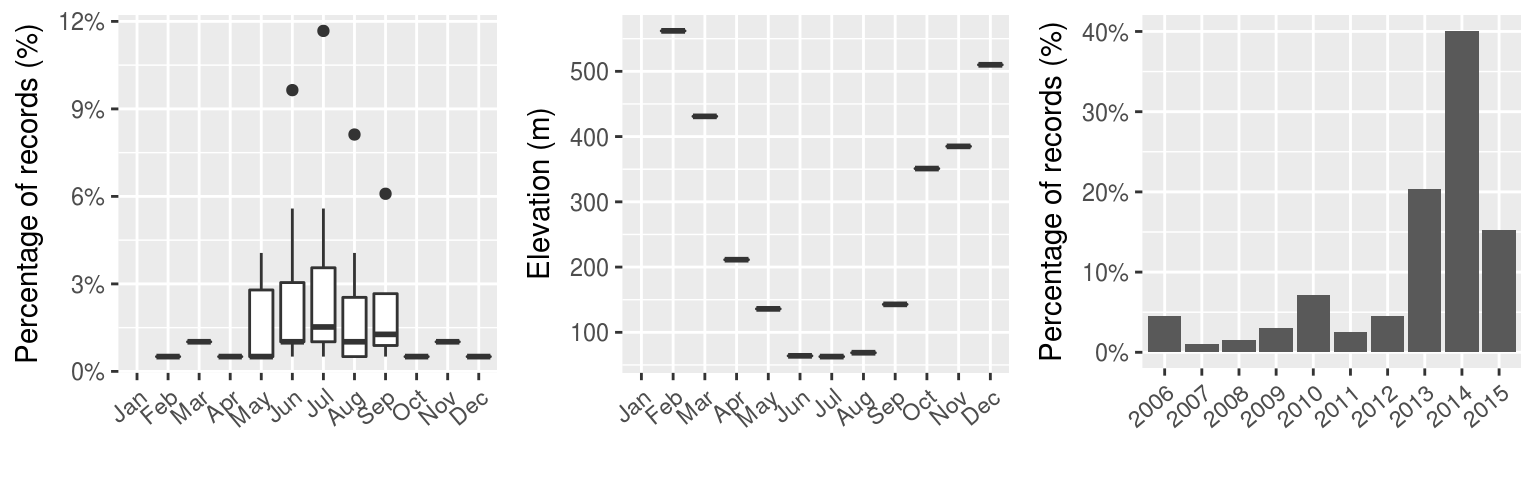 Percentage of records (%)
12%
9%
6%
3%
0%
Jan Feb Mar Apr May Jun Jul Aug Sep Oct Nov Dec
Elevation (m)
500
400
300
200
100
Jan Feb Mar Apr May Jun Jul Aug Sep Oct Nov Dec
Percentage of records (%)
40%
30%
20%
10%
0%
2006 2007 2008 2009 2010 2011 2012 2013 2014 2015